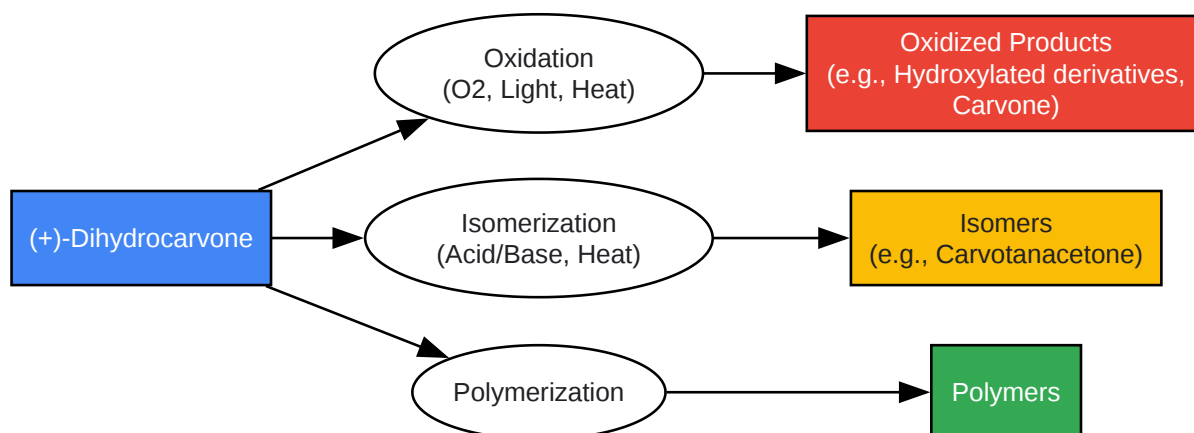 Oxidation
(O2, Light, Heat)
Oxidized Products
(e.g., Hydroxylated derivatives,
Carvone)
(+)-Dihydrocarvone
Isomerization
(Acid/Base, Heat)
Isomers
(e.g., Carvotanacetone)
Polymerization
Polymers